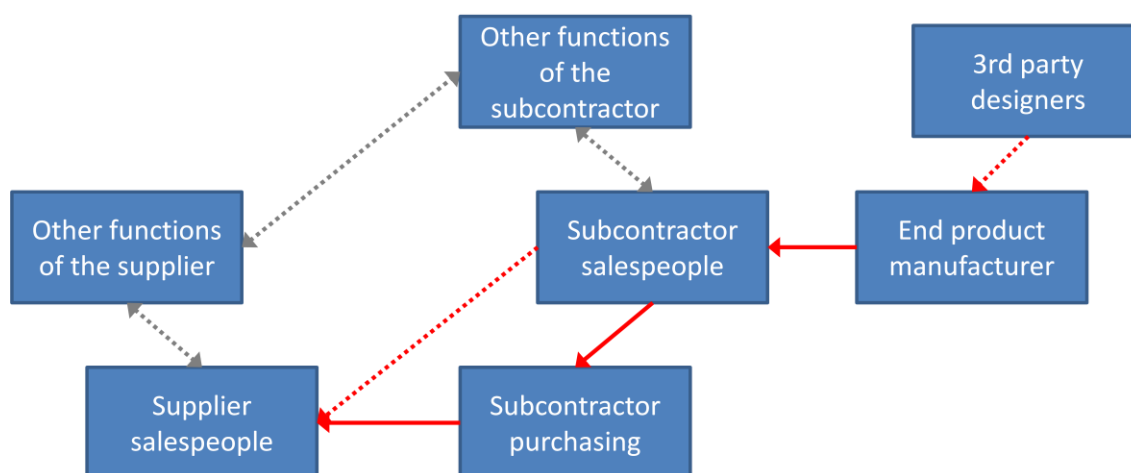 Other functions
of the
subcontractor
3rd party
designers
Other functions
of the supplier
Subcontractor
salespeople
End product
manufacturer
Supplier
salespeople
Subcontractor
purchasing